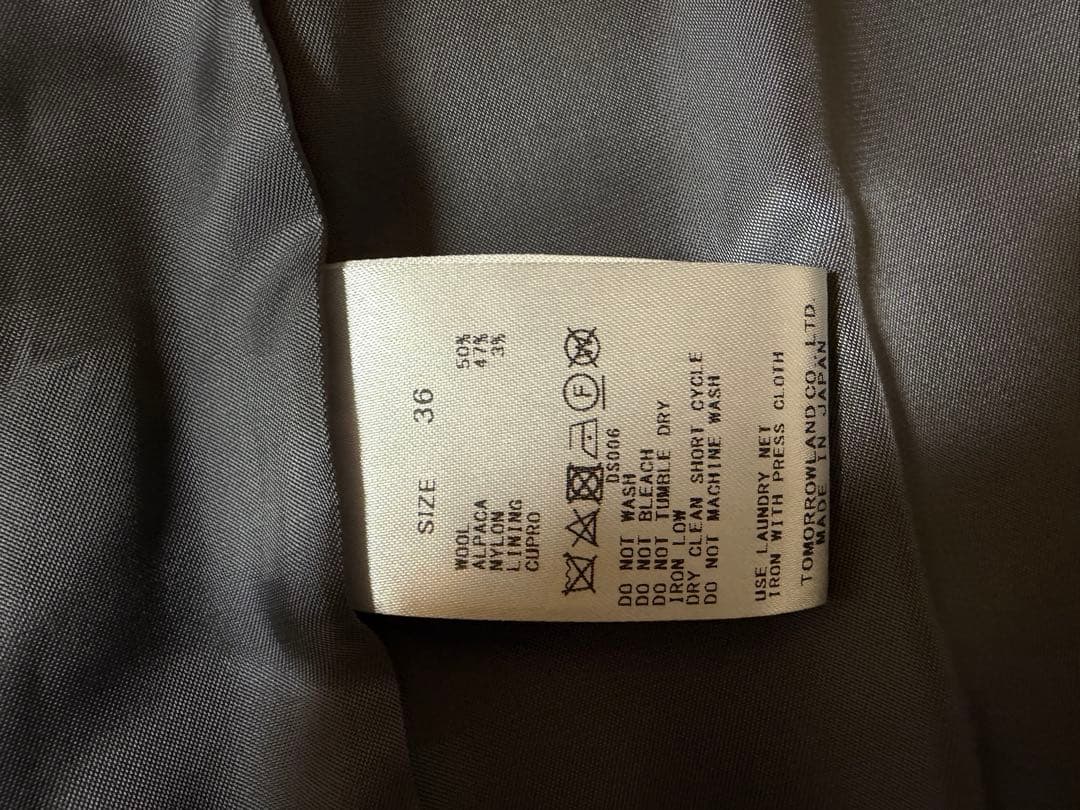 SIZE 36
WOOL 50%
ALPACA 47%
NYLON 3%
LINING
CUPRO
F
DS006
DO NOT WASH
DO NOT BLEACH
DO NOT TUMBLE DRY
IRON LOW
DRY CLEAN SHORT CYCLE
DO NOT MACHINE WASH
USE LAUNDRY NET
IRON WITH PRESS CLOTH
TOMORROWLAND CO.,LTD.
MADE IN JAPAN